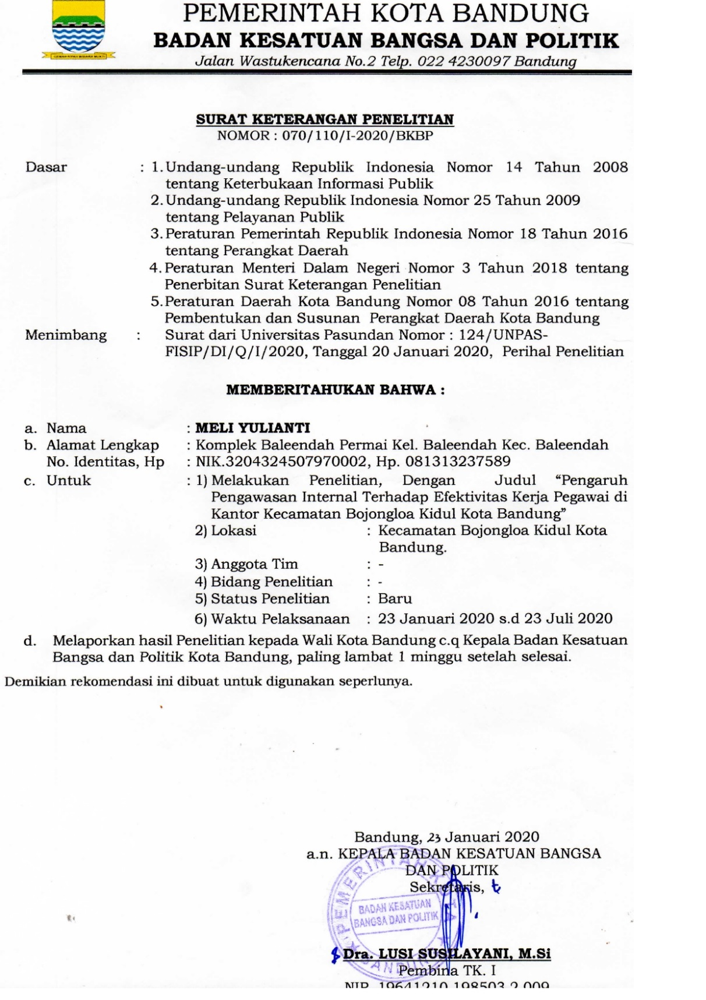 PEMERINTAH KOTA BANDUNG
BADAN KESATUAN BANGSA DAN POLITIK
Jalan Wastukencana No.2 Telp. 022 4230097 Bandung
SURAT KETERANGAN PENELITIAN
NOMOR : 070/110/I-2020/BKBP
Dasar : 1. Undang-undang Republik Indonesia Nomor 14 Tahun 2008
tentang Keterbukaan Informasi Publik
2. Undang-undang Republik Indonesia Nomor 25 Tahun 2009
tentang Pelayanan Publik
3. Peraturan Pemerintah Republik Indonesia Nomor 18 Tahun 2016
tentang Perangkat Daerah
4. Peraturan Menteri Dalam Negeri Nomor 3 Tahun 2018 tentang
Penerbitan Surat Keterangan Penelitian
5. Peraturan Daerah Kota Bandung Nomor 08 Tahun 2016 tentang
Pembentukan dan Susunan Perangkat Daerah Kota Bandung
Menimbang : Surat dari Universitas Pasundan Nomor : 124/UNPAS-
FISIP/DI/Q/I/2020, Tanggal 20 Januari 2020, Perihal Penelitian
MEMBERITAHUKAN BAHWA :
a. Nama : MELI YULIANTI
b. Alamat Lengkap : Komplek Baleendah Permai Kel. Baleendah Kec. Baleendah
No. Identitas, Hp : NIK.3204324507970002, Hp. 081313237589
c. Untuk : 1) Melakukan Penelitian, Dengan Judul “Pengaruh
Pengawasan Internal Terhadap Efektivitas Kerja Pegawai di
Kantor Kecamatan Bojongloa Kidul Kota Bandung”
2) Lokasi : Kecamatan Bojongloa Kidul Kota
Bandung.
3) Anggota Tim : -
4) Bidang Penelitian : -
5) Status Penelitian : Baru
6) Waktu Pelaksanaan : 23 Januari 2020 s.d 23 Juli 2020
d. Melaporkan hasil Penelitian kepada Wali Kota Bandung c.q Kepala Badan Kesatuan
Bangsa dan Politik Kota Bandung, paling lambat 1 minggu setelah selesai.
Demikian rekomendasi ini dibuat untuk digunakan seperlunya.
Bandung, 23 Januari 2020
a.n. KEPALA BADAN KESATUAN BANGSA
DAN POLITIK
Sekretaris,
PEMERINTAH KOTA
BADAN KESATUAN
BANGSA DAN POLITIK
BANDUNG
Dra. LUSI SUSILAYANI, M.Si
Pembina TK. I
NIP. 19641210 198503 2 009